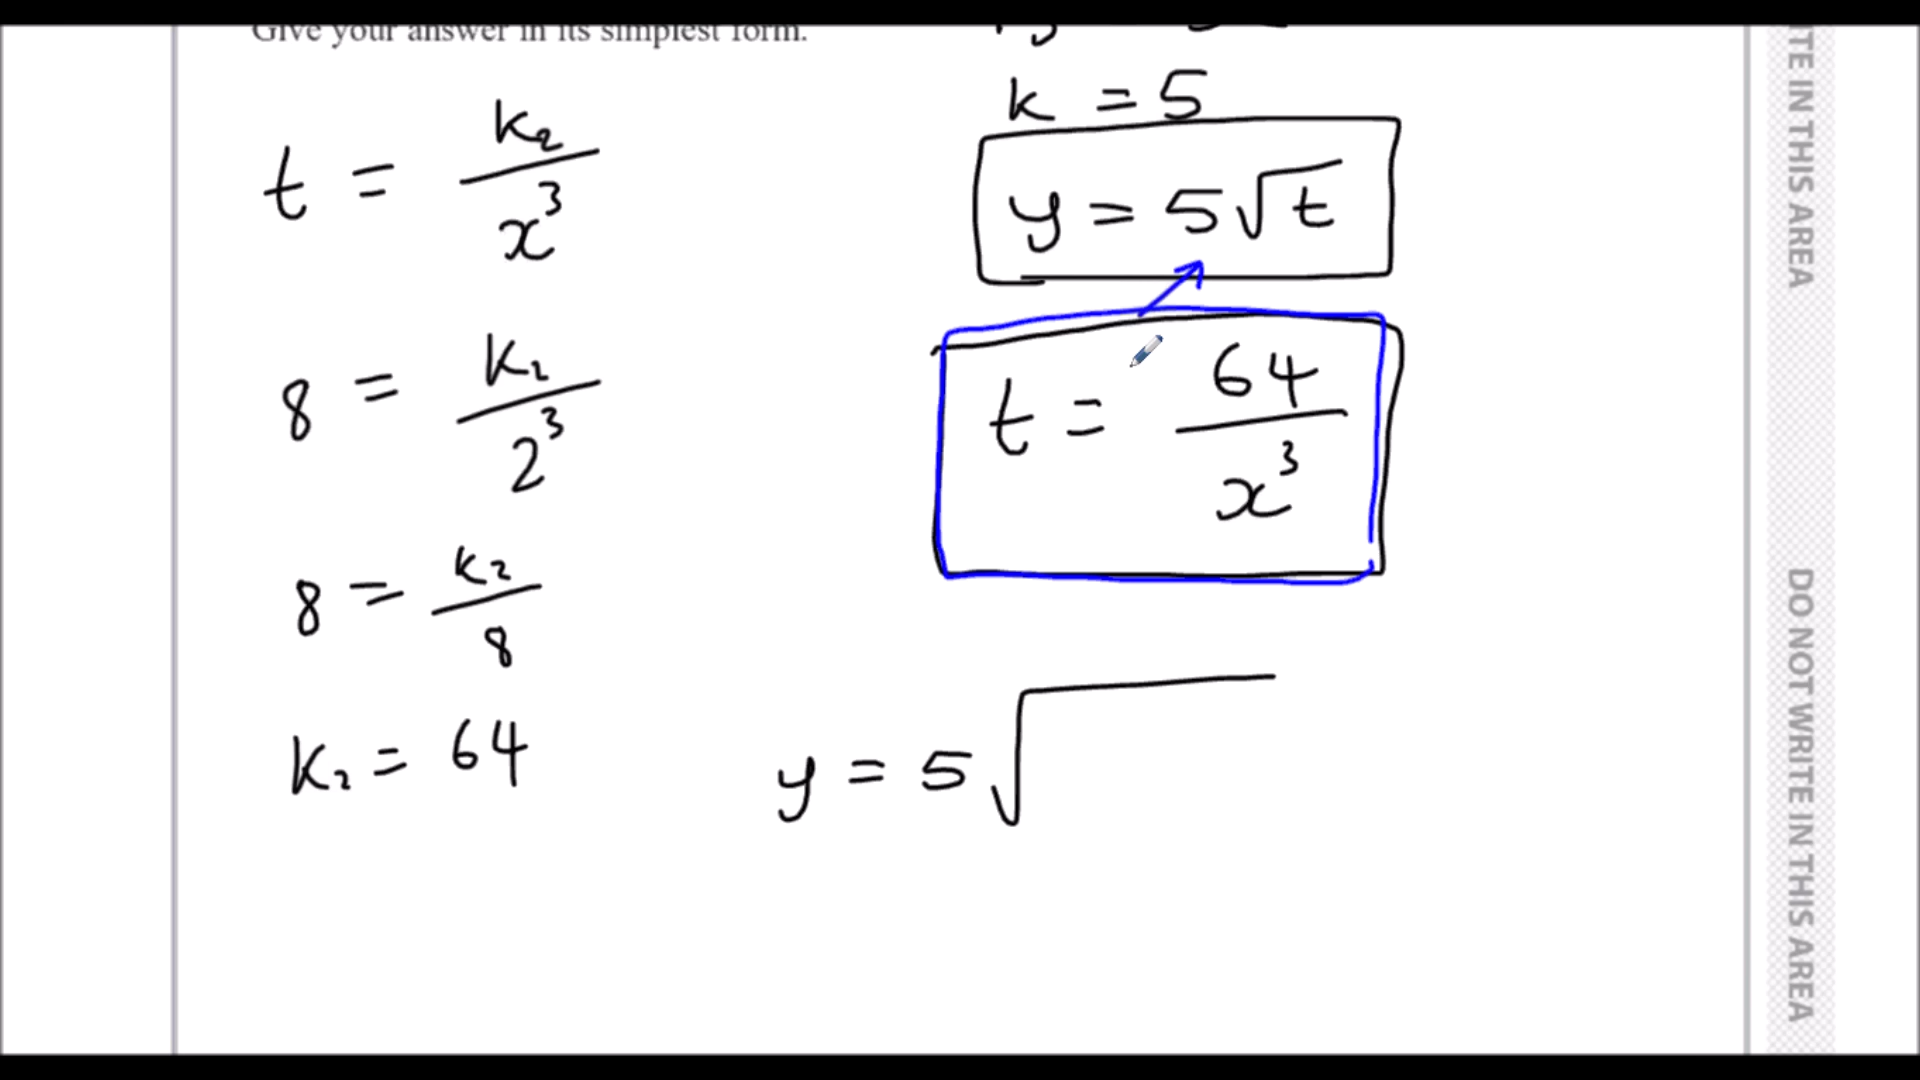 Give your answer in its simplest form.
t = k₂/x³
8 = k₂/2³
8 = k₂/8
k₂ = 64
k = 5
y = 5√t
t = 64/x³
y = 5√
TE IN THIS AREA
DO NOT WRITE IN THIS AREA